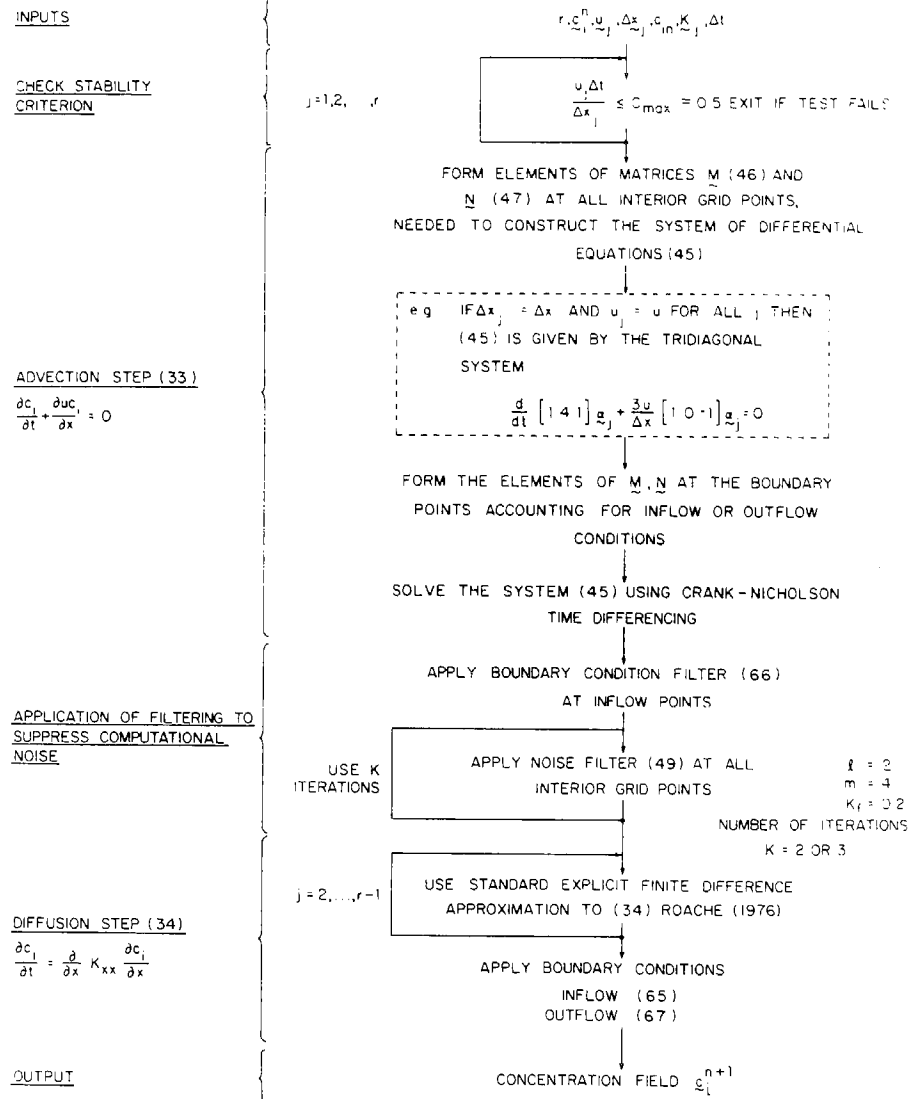 INPUTS
r, c_i^n, u_j, Δx_j, c_in, K_j, Δt
CHECK STABILITY
CRITERION
j=1,2, . ,r
u_jΔt / Δx_j ≤ C_max = 0.5 EXIT IF TEST FAILS
FORM ELEMENTS OF MATRICES M (46) AND
N (47) AT ALL INTERIOR GRID POINTS,
NEEDED TO CONSTRUCT THE SYSTEM OF DIFFERENTIAL
EQUATIONS (45)
e g IF Δx_j = Δx AND u_j = u FOR ALL j THEN
(45) IS GIVEN BY THE TRIDIAGONAL
SYSTEM
d/dt [1 4 1] α_j + 3u/Δx [1 0 -1] α_j = 0
ADVECTION STEP (33)
∂c_i/∂t + ∂uc_i/∂x = 0
FORM THE ELEMENTS OF M, N AT THE BOUNDARY
POINTS ACCOUNTING FOR INFLOW OR OUTFLOW
CONDITIONS
SOLVE THE SYSTEM (45) USING CRANK-NICHOLSON
TIME DIFFERENCING
APPLY BOUNDARY CONDITION FILTER (66)
AT INFLOW POINTS
APPLICATION OF FILTERING TO
SUPPRESS COMPUTATIONAL
NOISE
USE K
ITERATIONS
APPLY NOISE FILTER (49) AT ALL
INTERIOR GRID POINTS
ℓ = 2
m = 4
K_f = 0.2
NUMBER OF ITERATIONS
K = 2 OR 3
j = 2,...,r-1
USE STANDARD EXPLICIT FINITE DIFFERENCE
APPROXIMATION TO (34) ROACHE (1976)
DIFFUSION STEP (34)
∂c_i/∂t = ∂/∂x K_xx ∂c_i/∂x
APPLY BOUNDARY CONDITIONS
INFLOW (65)
OUTFLOW (67)
OUTPUT
CONCENTRATION FIELD c_i^n+1